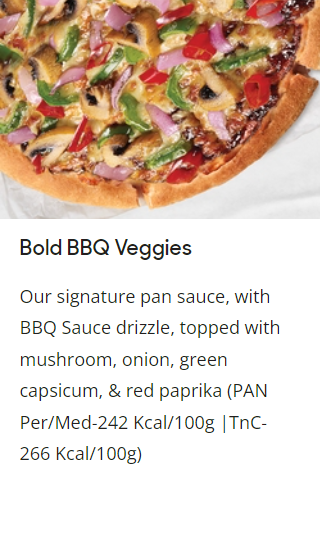 Bold BBQ Veggies
Our signature pan sauce, with
BBQ Sauce drizzle, topped with
mushroom, onion, green
capsicum, & red paprika (PAN
Per/Med-242 Kcal/100g |TnC-
266 Kcal/100g)